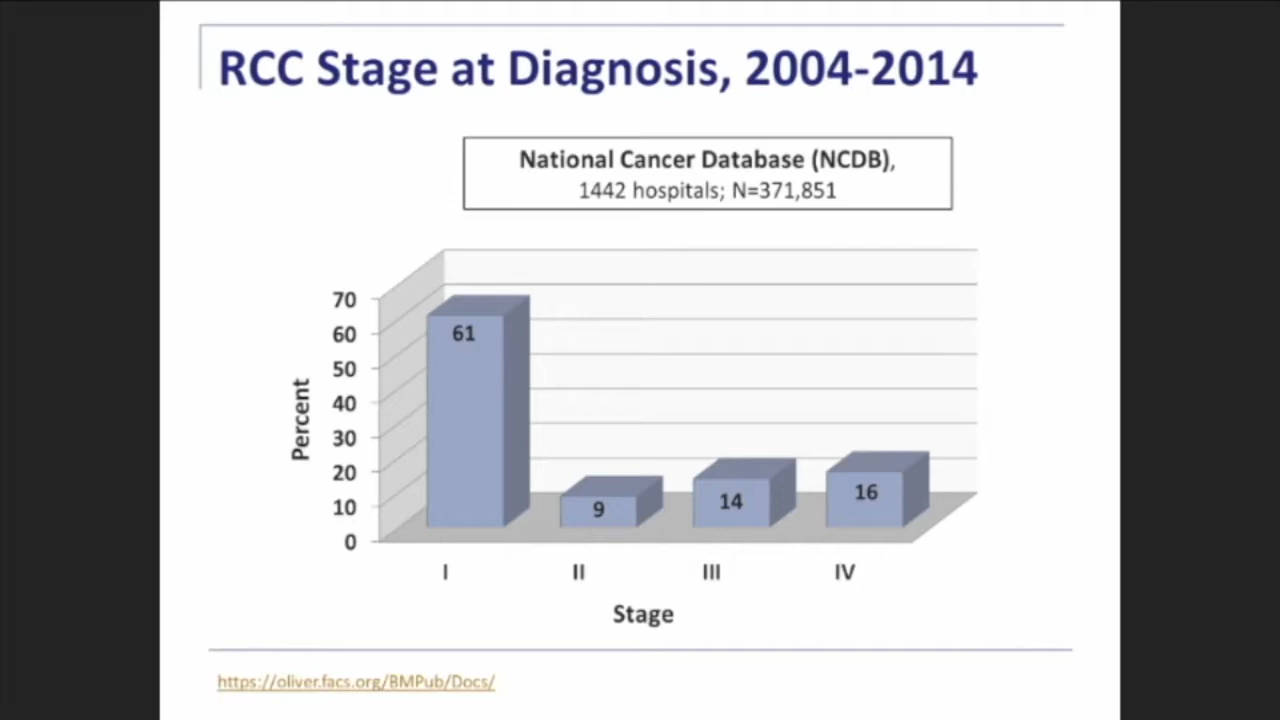 RCC Stage at Diagnosis, 2004-2014
National Cancer Database (NCDB),
1442 hospitals; N=371,851
70
60
50
40
30
20
10
0
Percent
61
9
14
16
I
II
III
IV
Stage
https://oliver.facs.org/BMPub/Docs/